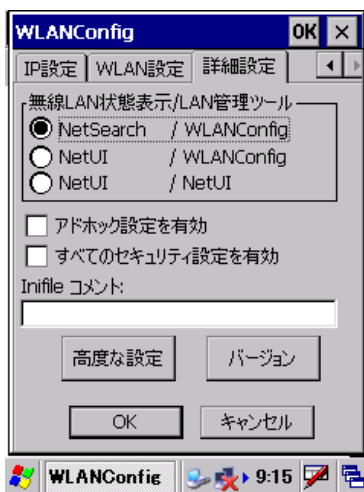 WLANConfig OK ×
IP設定 WLAN設定 詳細設定
無線LAN状態表示/LAN管理ツール
NetSearch / WLANConfig
NetUI / WLANConfig
NetUI / NetUI
アドホック設定を有効
すべてのセキュリティ設定を有効
Inifile コメント:
高度な設定 バージョン
OK キャンセル
WLANConfig 9:15